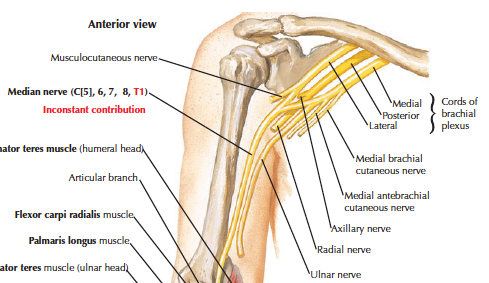 Anterior view
Musculocutaneous nerve
Median nerve (C[5], 6, 7, 8, T1)
Inconstant contribution
nator teres muscle (humeral head)
Articular branch
Flexor carpi radialis muscle
Palmaris longus muscle
ator teres muscle (ulnar head)
Medial
Posterior
Lateral
Cords of
brachial
plexus
Medial brachial
cutaneous nerve
Medial antebrachial
cutaneous nerve
Axillary nerve
Radial nerve
Ulnar nerve